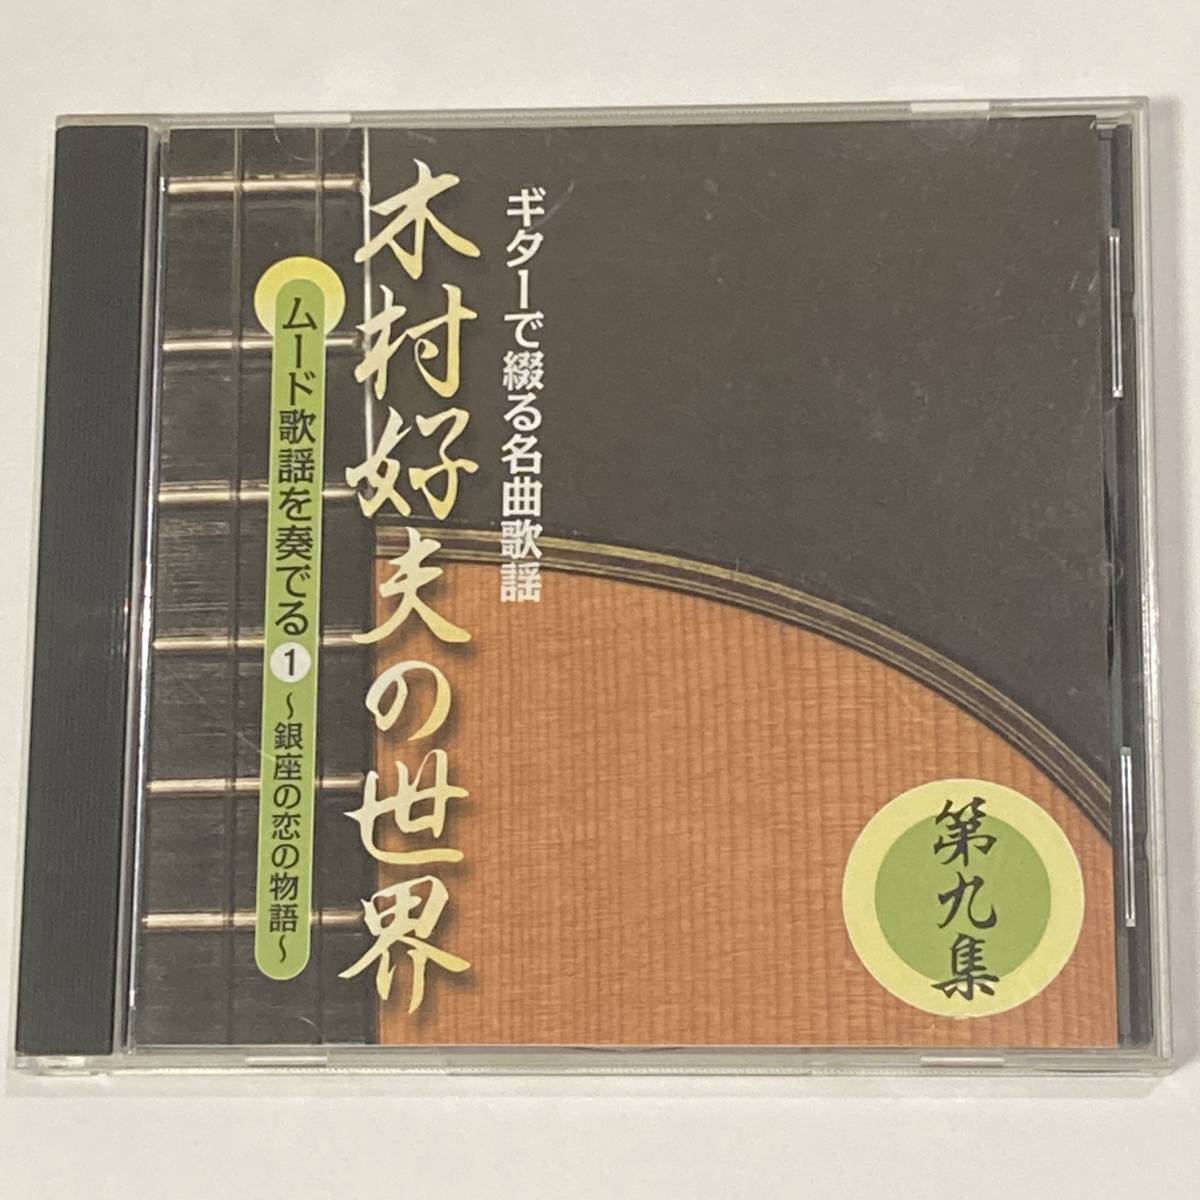 ギターで綴る名曲歌謡
木村好夫の世界
ムード歌謡を奏でる1 ～銀座の恋の物語～
第九集